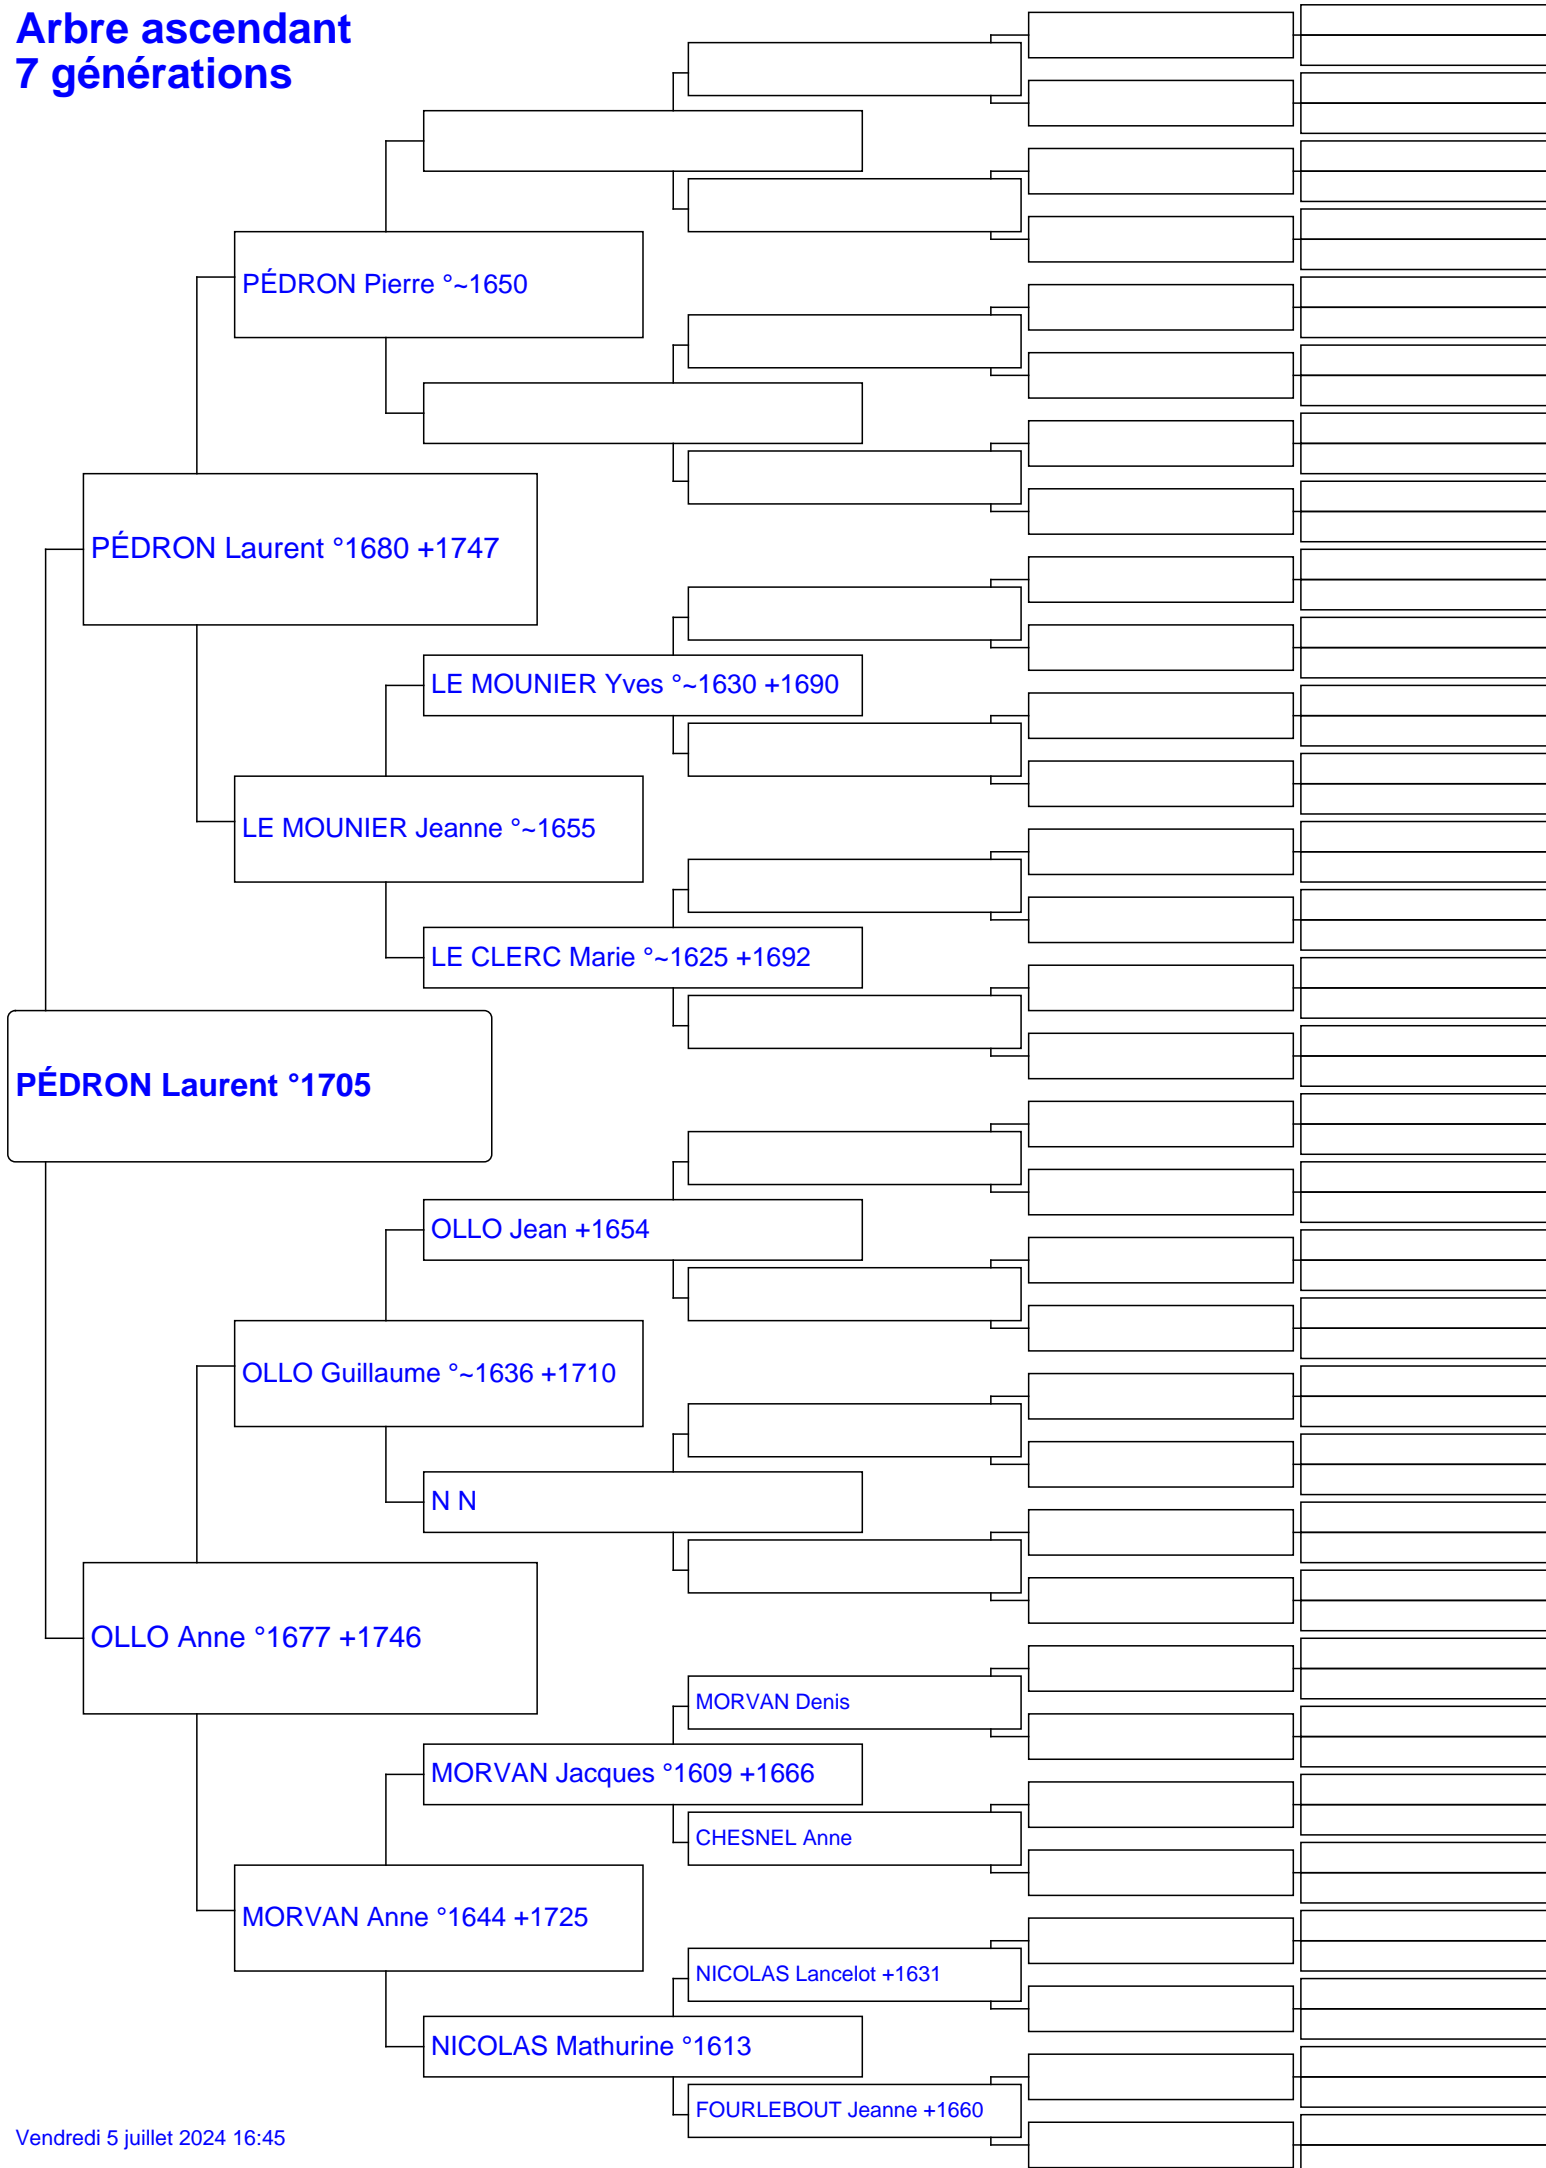 Arbre ascendant
7 générations
PÉDRON Pierre °~1650
PÉDRON Laurent °1680 +1747
LE MOUNIER Yves °~1630 +1690
LE MOUNIER Jeanne °~1655
LE CLERC Marie °~1625 +1692
PÉDRON Laurent °1705
OLLO Jean +1654
OLLO Guillaume °~1636 +1710
N N
OLLO Anne °1677 +1746
MORVAN Denis
MORVAN Jacques °1609 +1666
CHESNEL Anne
MORVAN Anne °1644 +1725
NICOLAS Lancelot +1631
NICOLAS Mathurine °1613
FOURLEBOUT Jeanne +1660
Vendredi 5 juillet 2024 16:45